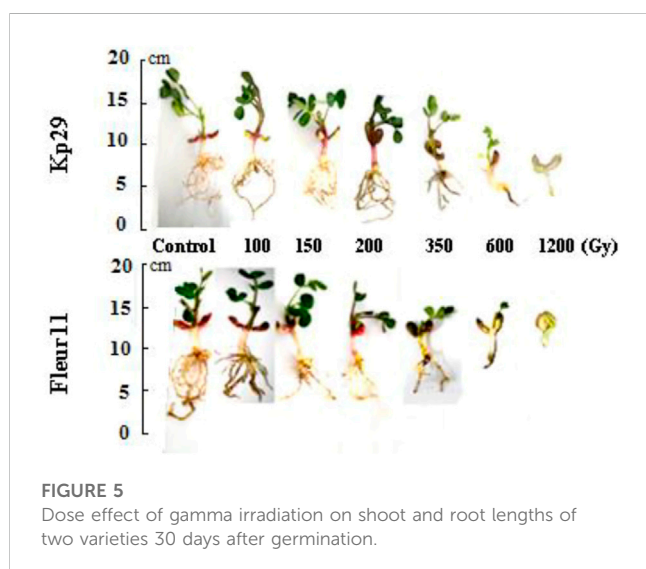 20 cm
15
Kp29
10
5
0
Control 100 150 200 350 600 1200 (Gy)
20 cm
15
Fleur11
10
5
0
FIGURE 5
Dose effect of gamma irradiation on shoot and root lengths of
two varieties 30 days after germination.